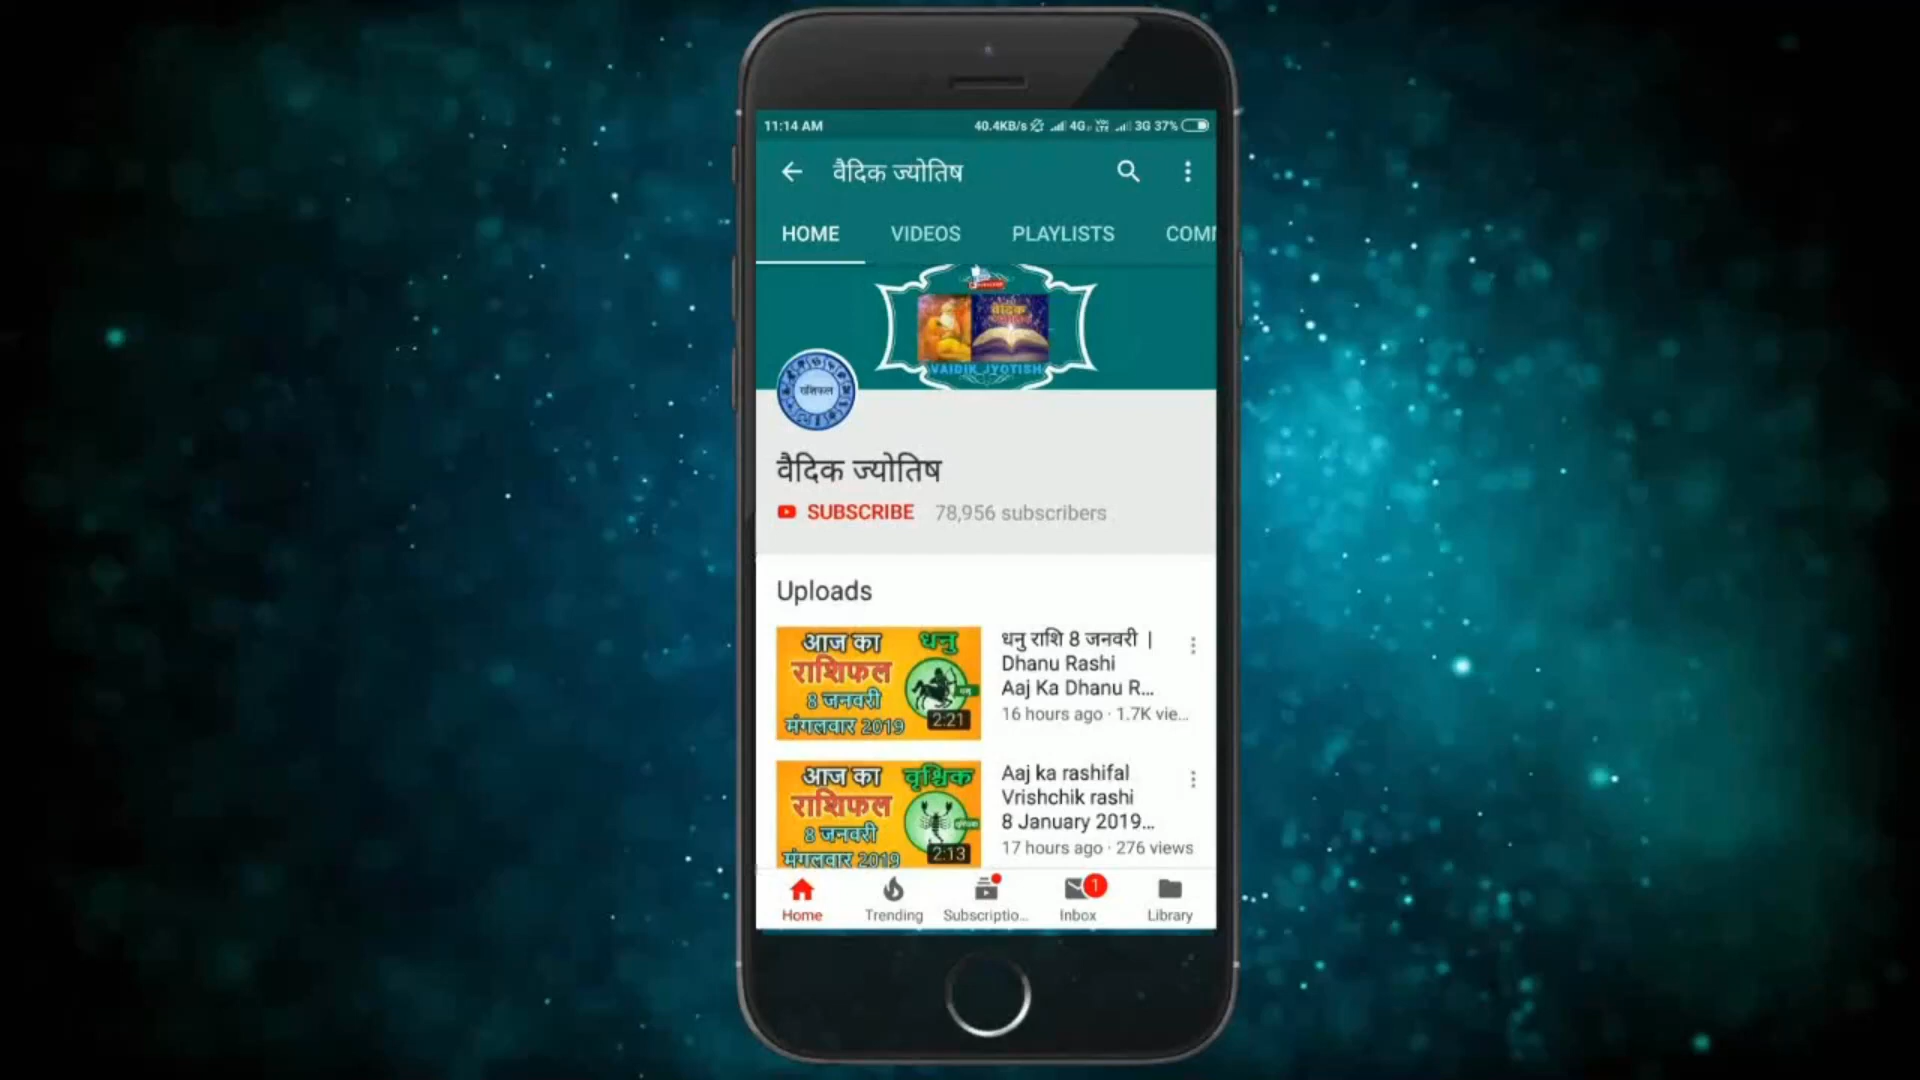 11:14 AM
40.4KB/s 4G 3G 37%
वैदिक ज्योतिष
HOME VIDEOS PLAYLISTS COMM
वैदिक
VAIDIK JYOTISH
राशिफल
वैदिक ज्योतिष
SUBSCRIBE 78,956 subscribers
Uploads
आज का धनु
राशिफल
8 जनवरी
मंगलवार 2019
2:21
धनु राशि 8 जनवरी |
Dhanu Rashi
Aaj Ka Dhanu R...
16 hours ago · 1.7K vie...
आज का वृश्चिक
राशिफल
8 जनवरी
मंगलवार 2019
2:13
Aaj ka rashifal
Vrishchik rashi
8 January 2019...
17 hours ago · 276 views
1
Home Trending Subscriptio... Inbox Library